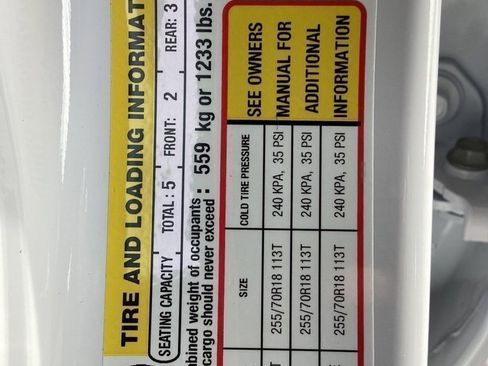 TIRE AND LOADING INFORMAT
SEATING CAPACITY TOTAL : 5 FRONT: 2 REAR: 3
bined weight of occupants
cargo should never exceed : 559 kg or 1233 lbs.
SIZE COLD TIRE PRESSURE SEE OWNERS
255/70R18 113T 240 KPA, 35 PSI MANUAL FOR
255/70R18 113T 240 KPA, 35 PSI ADDITIONAL
255/70R18 113T 240 KPA, 35 PSI INFORMATION